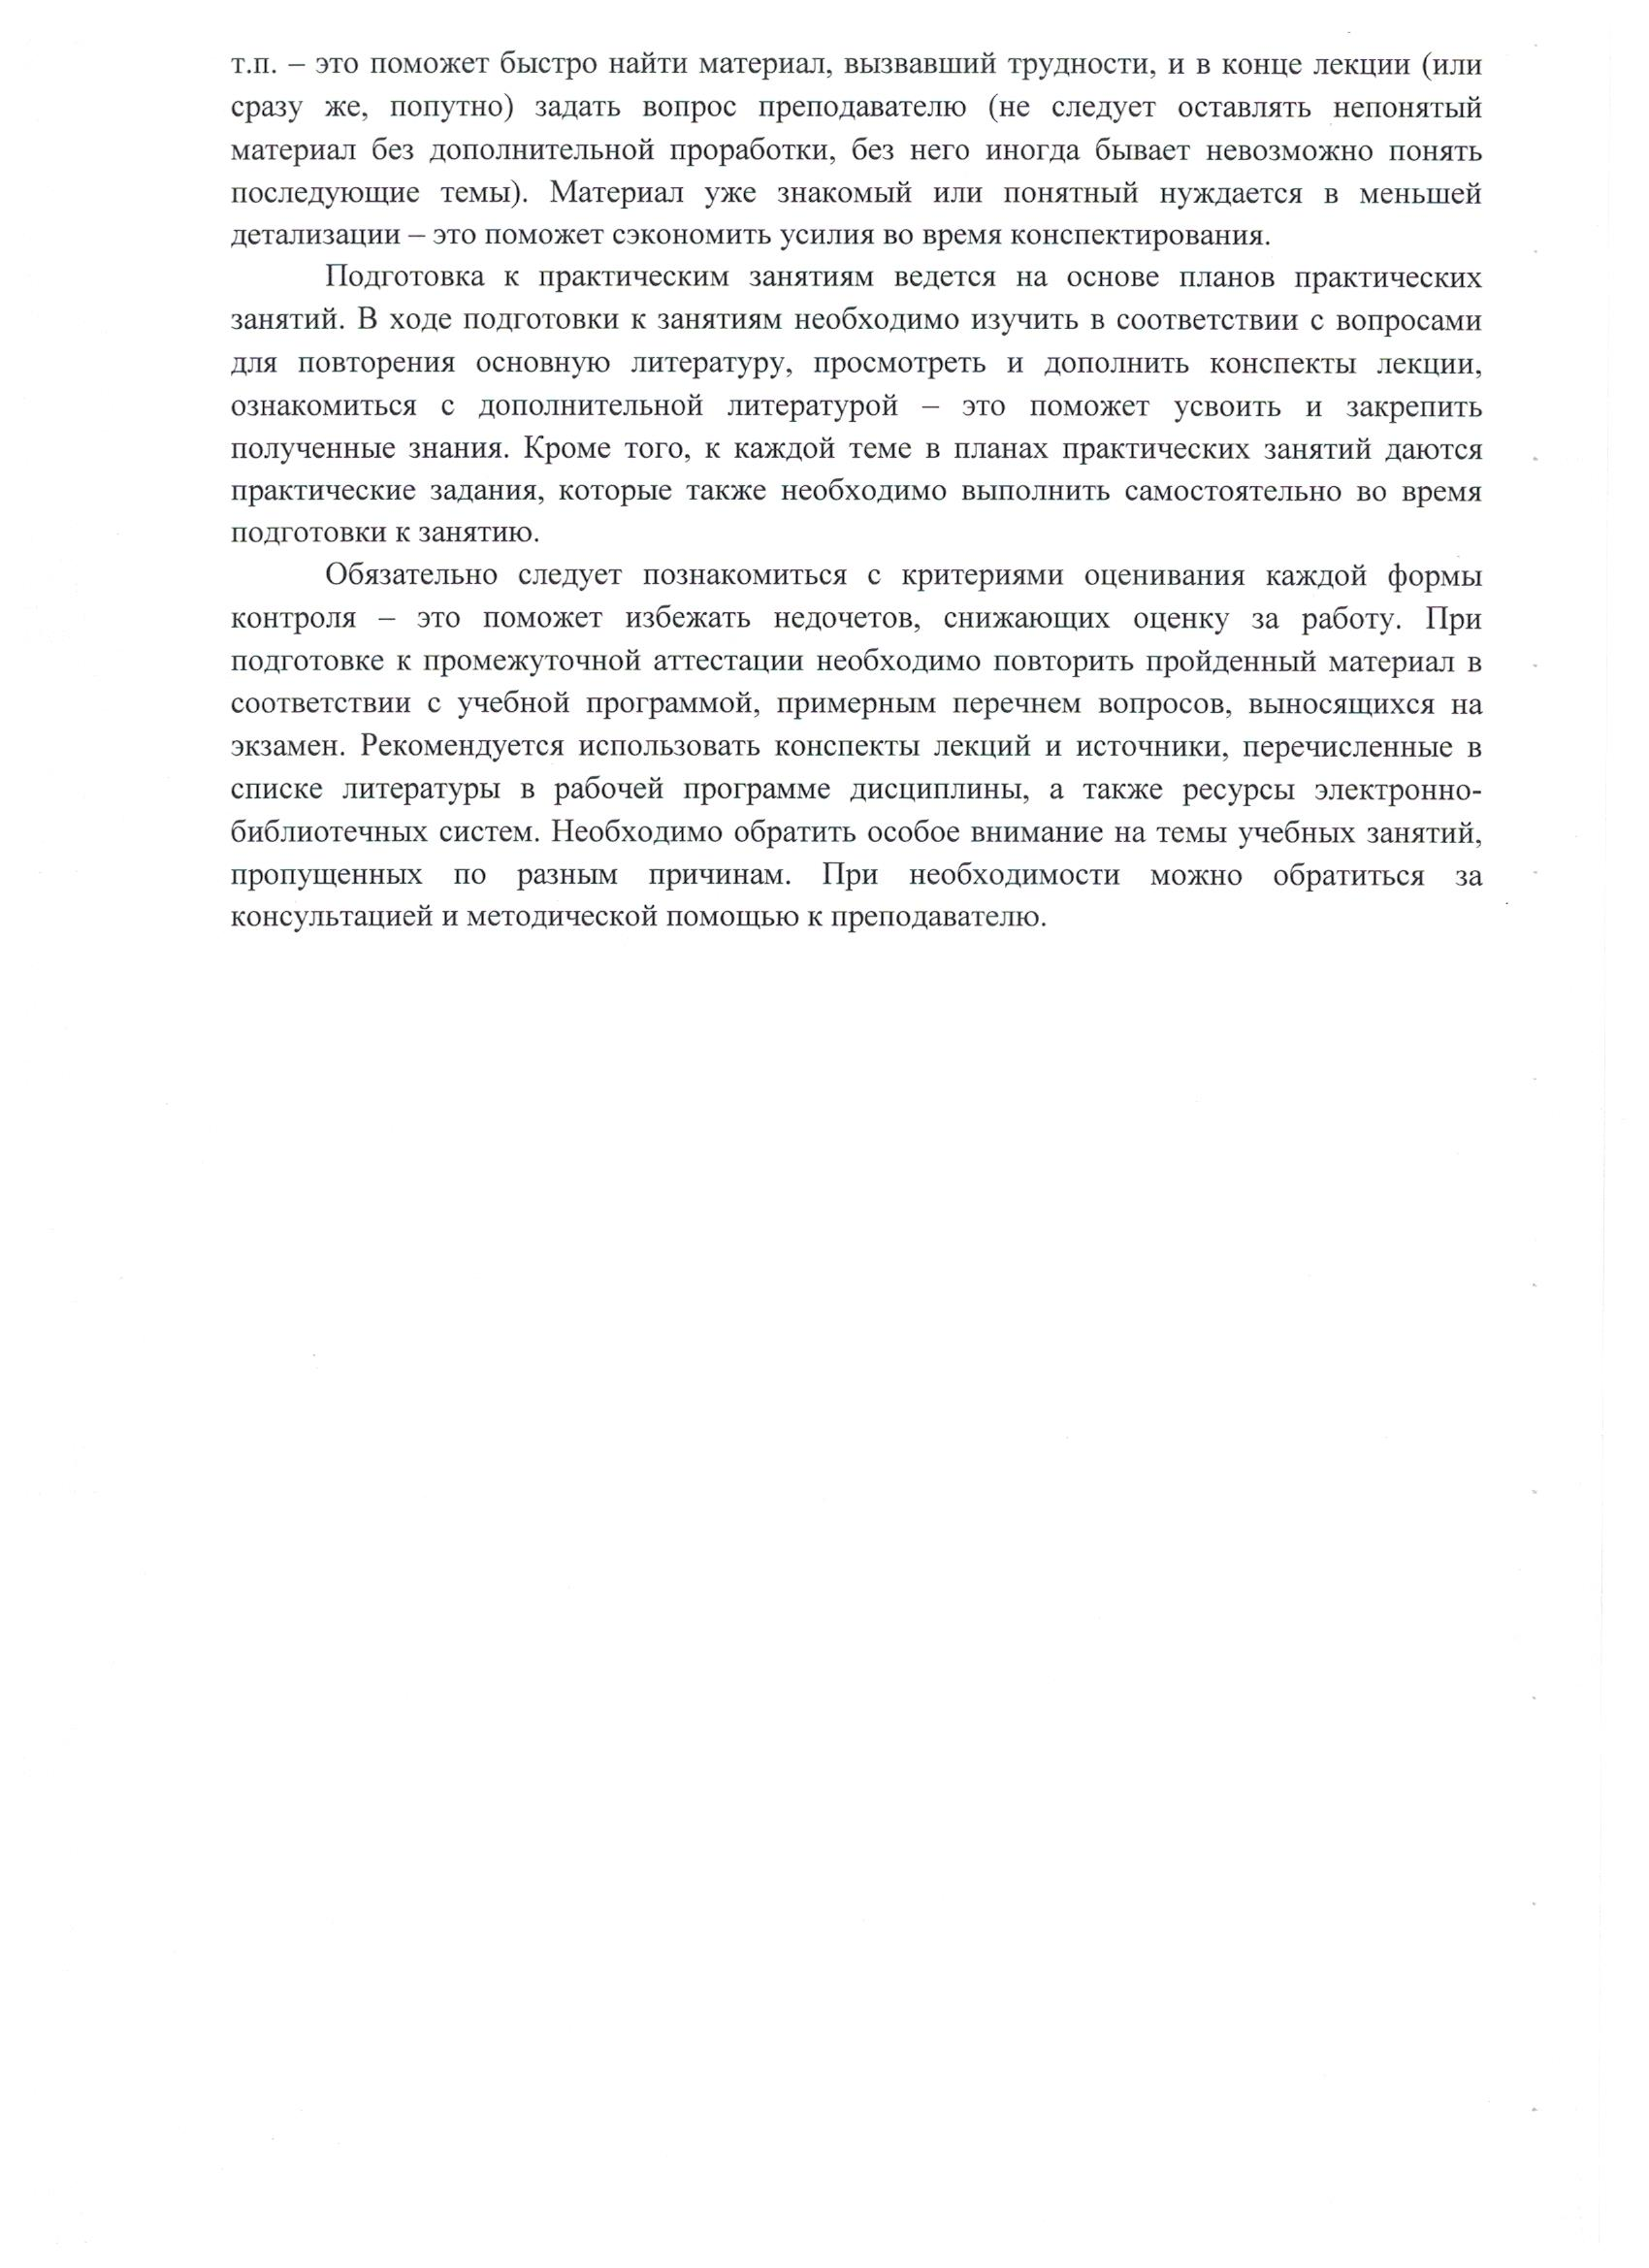 т.п. – это поможет быстро найти материал, вызвавший трудности, и в конце лекции (или
сразу же, попутно) задать вопрос преподавателю (не следует оставлять непонятый
материал без дополнительной проработки, без него иногда бывает невозможно понять
последующие темы). Материал уже знакомый или понятный нуждается в меньшей
детализации – это поможет сэкономить усилия во время конспектирования.
Подготовка к практическим занятиям ведется на основе планов практических
занятий. В ходе подготовки к занятиям необходимо изучить в соответствии с вопросами
для повторения основную литературу, просмотреть и дополнить конспекты лекции,
ознакомиться с дополнительной литературой – это поможет усвоить и закрепить
полученные знания. Кроме того, к каждой теме в планах практических занятий даются
практические задания, которые также необходимо выполнить самостоятельно во время
подготовки к занятию.
Обязательно следует познакомиться с критериями оценивания каждой формы
контроля – это поможет избежать недочетов, снижающих оценку за работу. При
подготовке к промежуточной аттестации необходимо повторить пройденный материал в
соответствии с учебной программой, примерным перечнем вопросов, выносящихся на
экзамен. Рекомендуется использовать конспекты лекций и источники, перечисленные в
списке литературы в рабочей программе дисциплины, а также ресурсы электронно-
библиотечных систем. Необходимо обратить особое внимание на темы учебных занятий,
пропущенных по разным причинам. При необходимости можно обратиться за
консультацией и методической помощью к преподавателю.